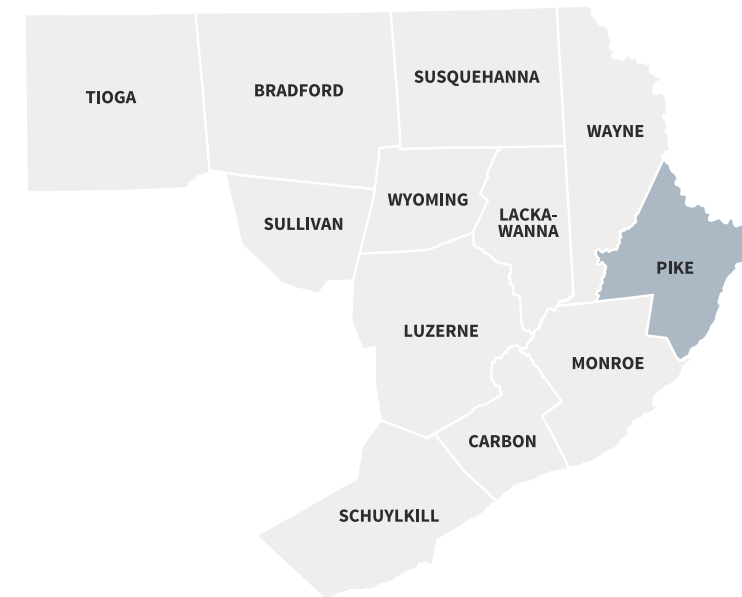 SUSQUEHANNA
BRADFORD
TIOGA
WAYNE
WYOMING
LACKA-
WANNA
SULLIVAN
PIKE
LUZERNE
MONROE
CARBON
SCHUYLKILL